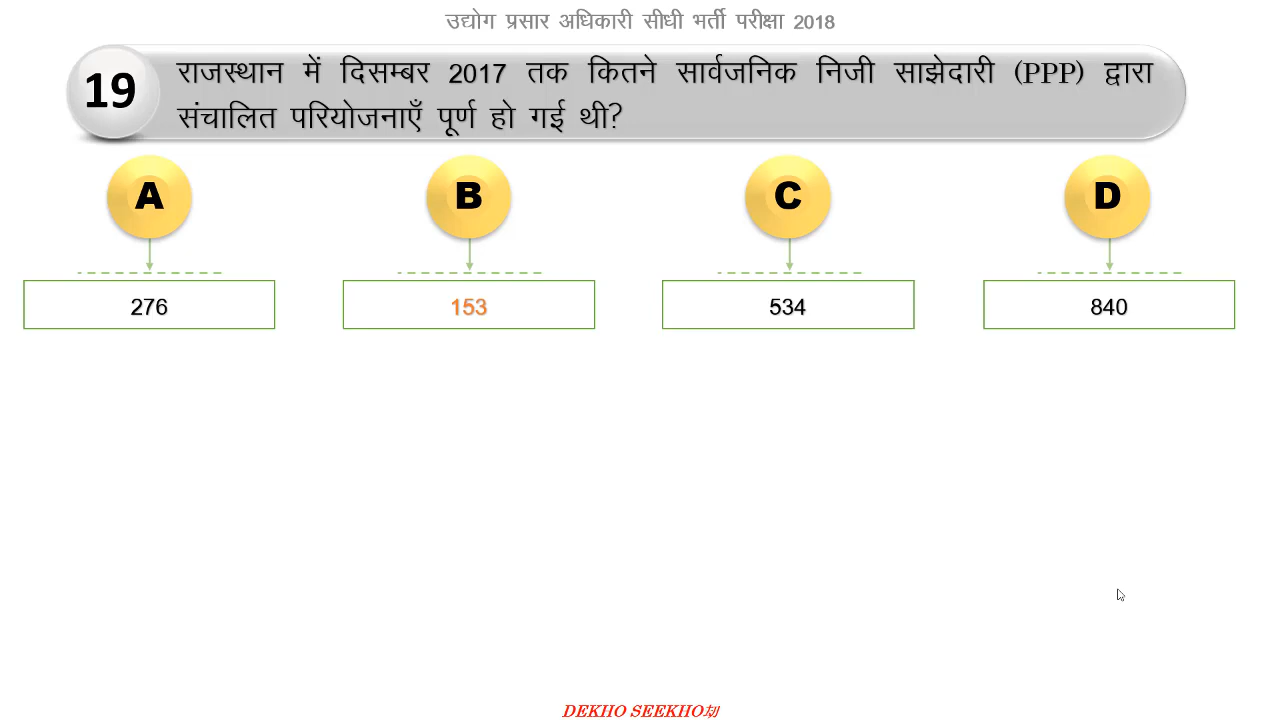 उद्योग प्रसार अधिकारी सीधी भर्ती परीक्षा 2018
19
राजस्थान में दिसम्बर 2017 तक कितने सार्वजनिक निजी साझेदारी (PPP) द्वारा
संचालित परियोजनाएँ पूर्ण हो गई थी?
A B C D
276 153 534 840
DEKHO SEEKHO